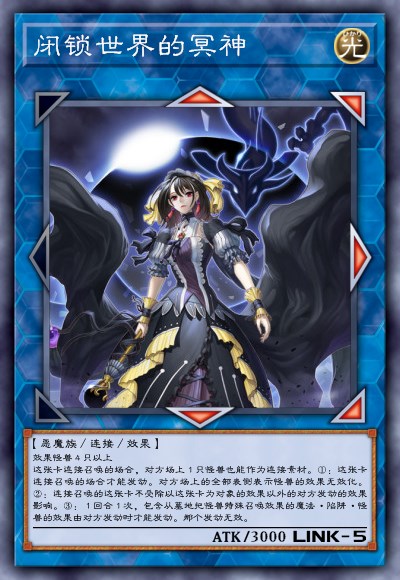 闭锁世界的冥神
ひかり
光
【恶魔族／连接／效果】
效果怪兽4只以上
这张卡连接召唤的场合，对方场上1只怪兽也能作为连接素材。①：这张卡
连接召唤的场合才能发动。对方场上的全部表侧表示怪兽的效果无效化。
②：连接召唤的这张卡不受除以这张卡为对象的效果以外的对方发动的效果
影响。③：1回合1次，包含从墓地把怪兽特殊召唤效果的魔法·陷阱·怪
兽的效果由对方发动时才能发动。那个发动无效。
ATK/3000 LINK-5